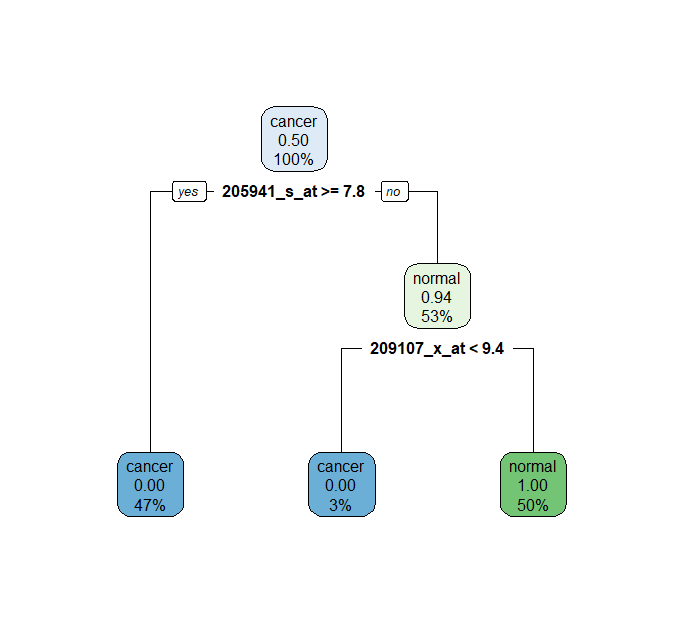 cancer
0.50
100%
yes
205941_s_at >= 7.8
no
normal
0.94
53%
209107_x_at < 9.4
cancer
0.00
47%
cancer
0.00
3%
normal
1.00
50%